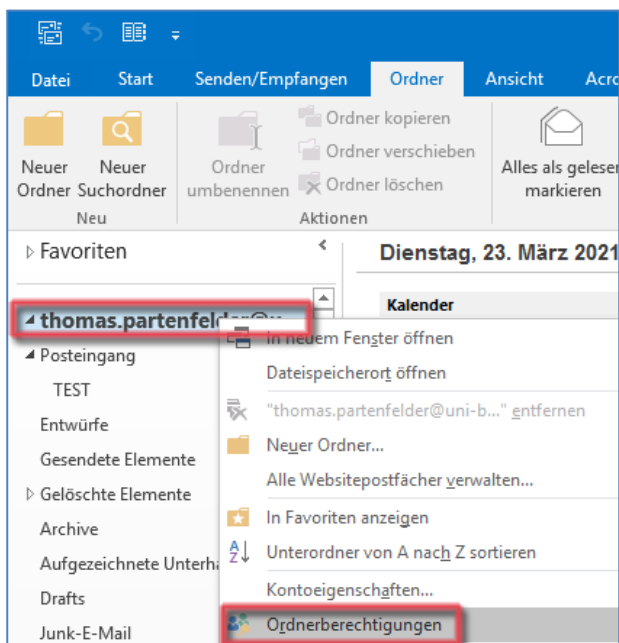 Datei Start Senden/Empfangen Ordner Ansicht Acro
Neuer Ordner
Neuer Suchordner
Neu
Ordner umbenennen
Ordner kopieren
Ordner verschieben
Ordner löschen
Aktionen
Alles als gelesen
markieren
Favoriten
Dienstag, 23. März 2021
Kalender
thomas.partenfelder@u
Posteingang
TEST
Entwürfe
Gesendete Elemente
Gelöschte Elemente
Archive
Aufgezeichnete Unterha
Drafts
Junk-E-Mail
In neuem Fenster öffnen
Dateispeicherort öffnen
"thomas.partenfelder@uni-b..." entfernen
Neuer Ordner...
Alle Websitepostfächer verwalten...
In Favoriten anzeigen
Unterordner von A nach Z sortieren
Kontoeigenschaften...
Ordnerberechtigungen